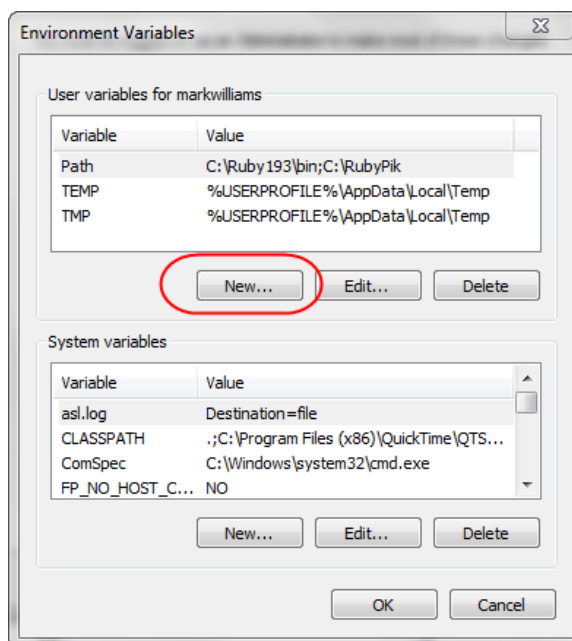 Environment Variables
User variables for markwilliams
Variable Value
Path C:\Ruby193\bin;C:\RubyPik
TEMP %USERPROFILE%\AppData\Local\Temp
TMP %USERPROFILE%\AppData\Local\Temp
New... Edit... Delete
System variables
Variable Value
asl.log Destination=file
CLASSPATH .;C:\Program Files (x86)\QuickTime\QTS...
ComSpec C:\Windows\system32\cmd.exe
FP_NO_HOST_C... NO
New... Edit... Delete
OK Cancel